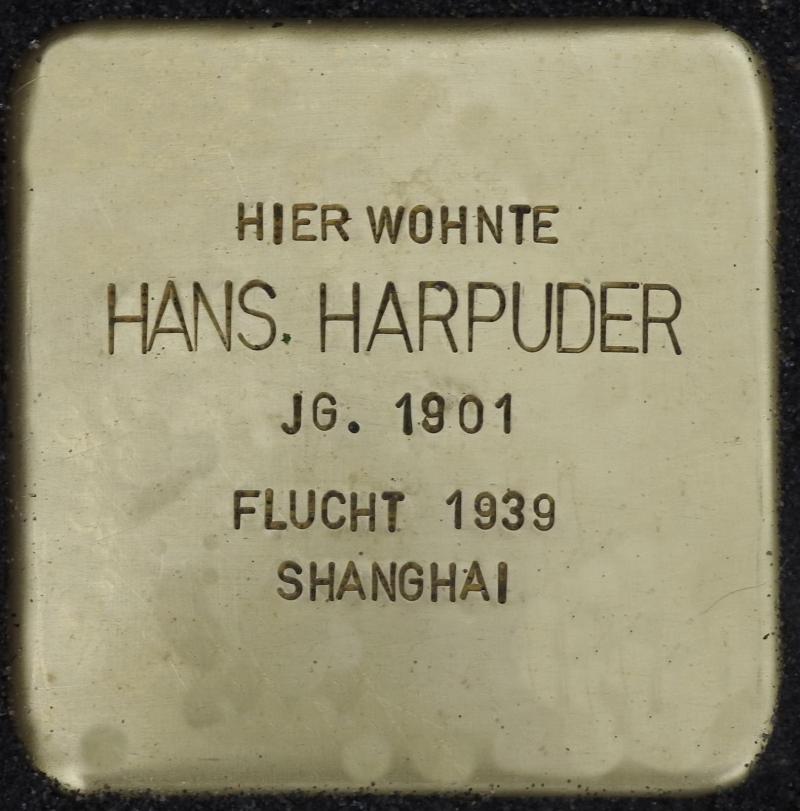 HIER WOHNTE
HANS HARPUDER
JG. 1901
FLUCHT 1939
SHANGHAI